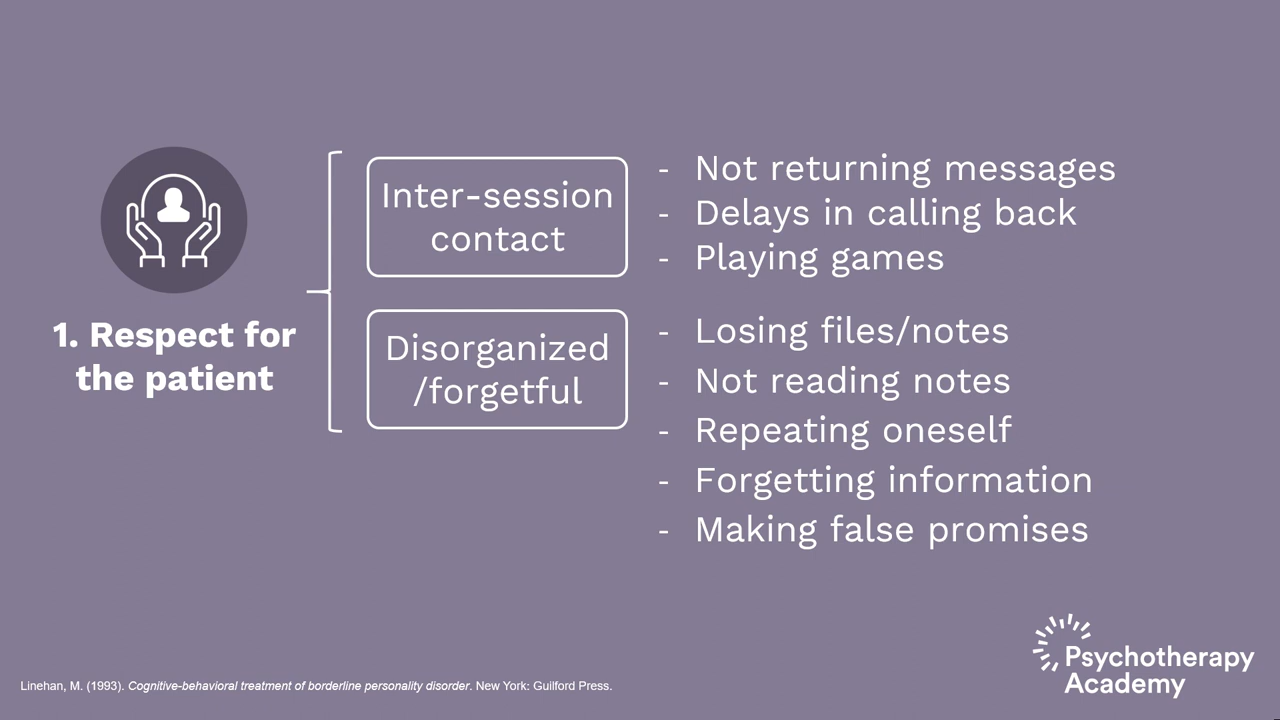 1. Respect for
the patient
Inter-session
contact
- Not returning messages
- Delays in calling back
- Playing games
Disorganized
/forgetful
- Losing files/notes
- Not reading notes
- Repeating oneself
- Forgetting information
- Making false promises
Linehan, M. (1993). Cognitive-behavioral treatment of borderline personality disorder. New York: Guilford Press.
Psychotherapy
Academy